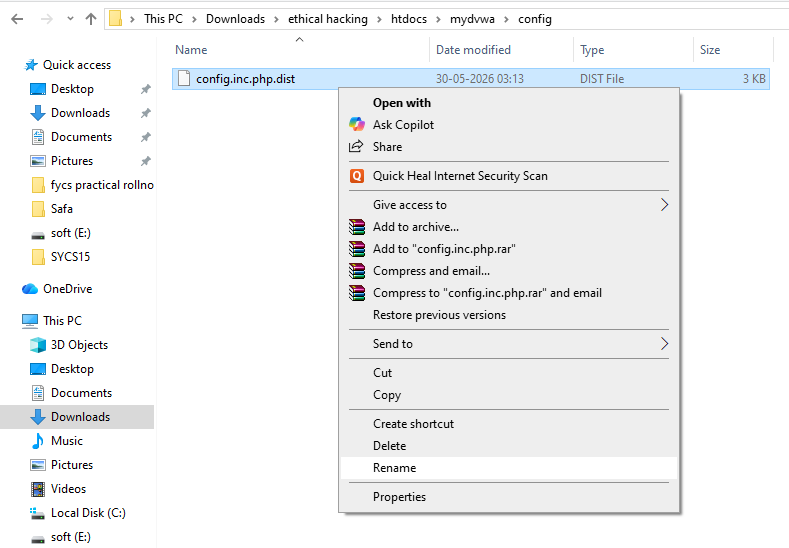 This PC > Downloads > ethical hacking > htdocs > mydvwa > config
Name Date modified Type Size
Quick access
Desktop
Downloads
Documents
Pictures
fycs practical rollno
Safa
soft (E:)
SYCS15
OneDrive
This PC
3D Objects
Desktop
Documents
Downloads
Music
Pictures
Videos
Local Disk (C:)
soft (E:)
config.inc.php.dist 30-05-2026 03:13 DIST File 3 KB
Open with
Ask Copilot
Share
Quick Heal Internet Security Scan
Give access to
Add to archive...
Add to "config.inc.php.rar"
Compress and email...
Compress to "config.inc.php.rar" and email
Restore previous versions
Send to
Cut
Copy
Create shortcut
Delete
Rename
Properties